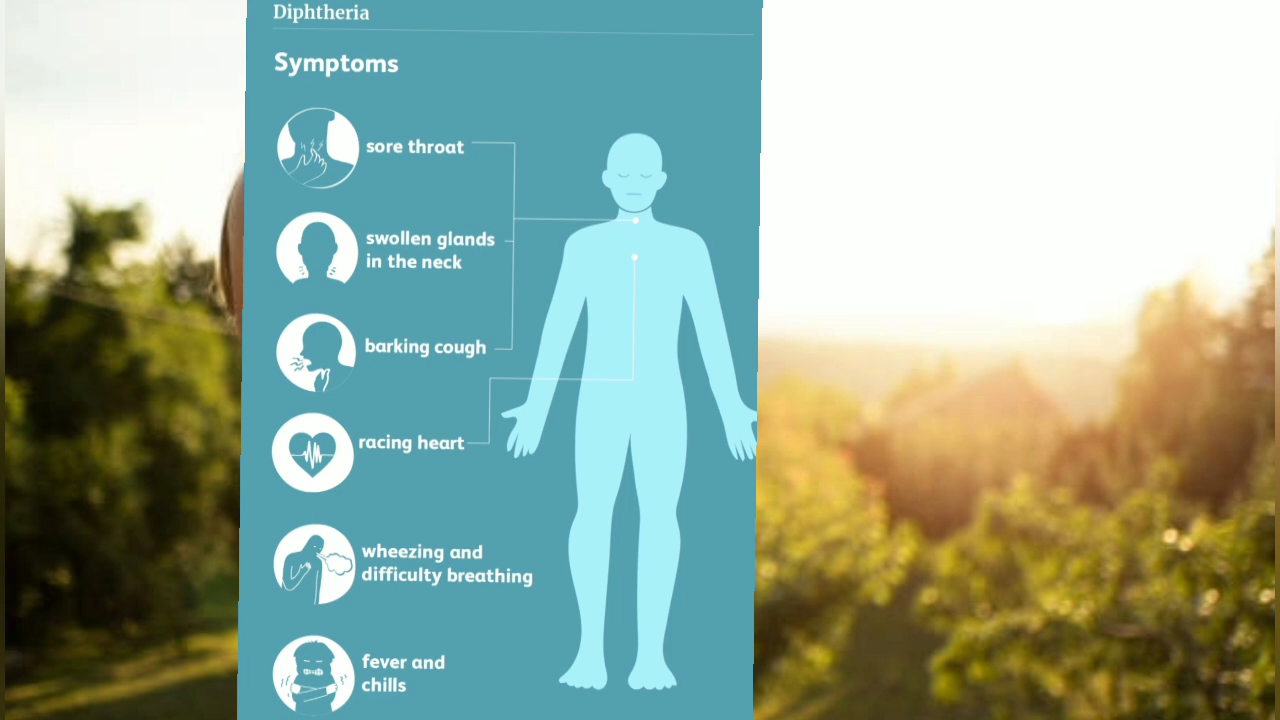 Diphtheria
Symptoms
sore throat
swollen glands
in the neck
barking cough
racing heart
wheezing and
difficulty breathing
fever and
chills